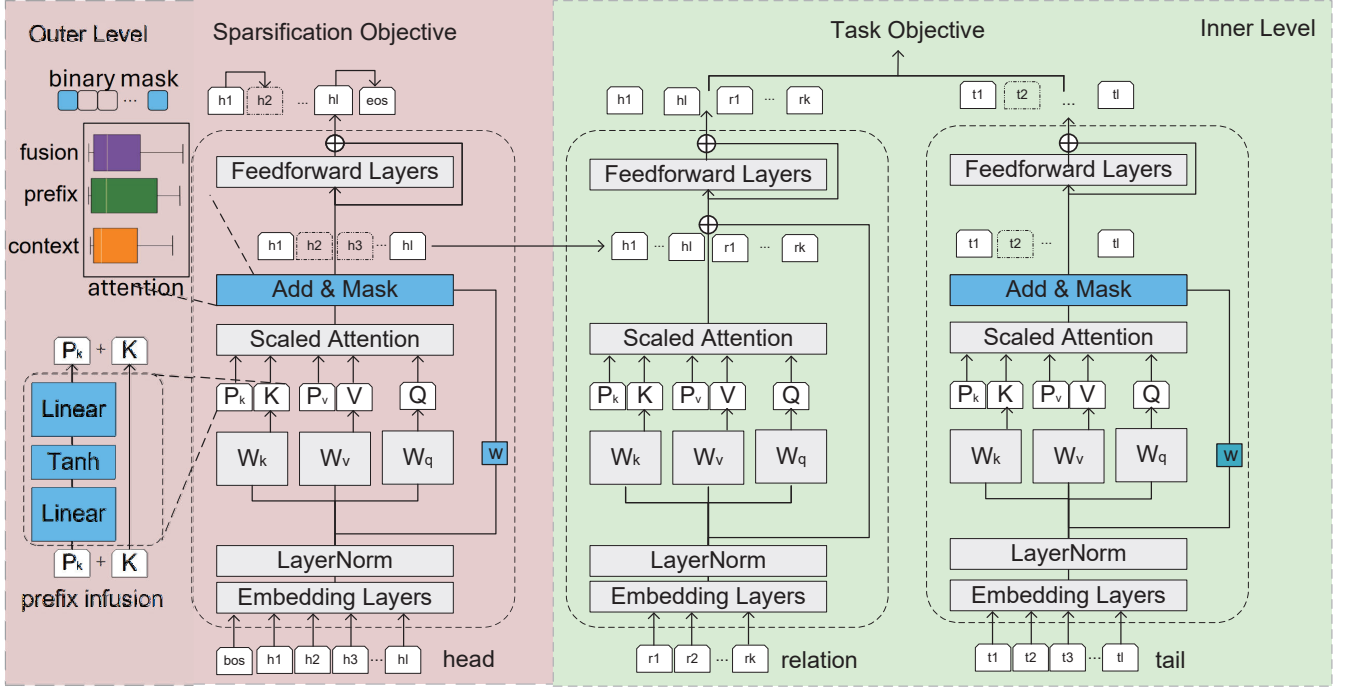 Outer Level
binary mask
...
fusion
prefix
context
attention
Pk + K
Linear
Tanh
Linear
Pk + K
prefix infusion
Sparsification Objective
h1 h2 ... hl eos
Feedforward Layers
h1 h2 h3 ... hl
Add & Mask
Scaled Attention
Pk K Pv V Q
Wk Wv Wq
w
LayerNorm
Embedding Layers
bos h1 h2 h3 ... hl
head
Task Objective
Inner Level
h1 hl r1 ... rk
Feedforward Layers
h1 ... hl r1 ... rk
Scaled Attention
Pk K Pv V Q
Wk Wv Wq
LayerNorm
Embedding Layers
r1 r2 ... rk
relation
t1 t2 ... tl
Feedforward Layers
t1 t2 ... tl
Add & Mask
Scaled Attention
Pk K Pv V Q
Wk Wv Wq
w
LayerNorm
Embedding Layers
t1 t2 t3 ... tl
tail